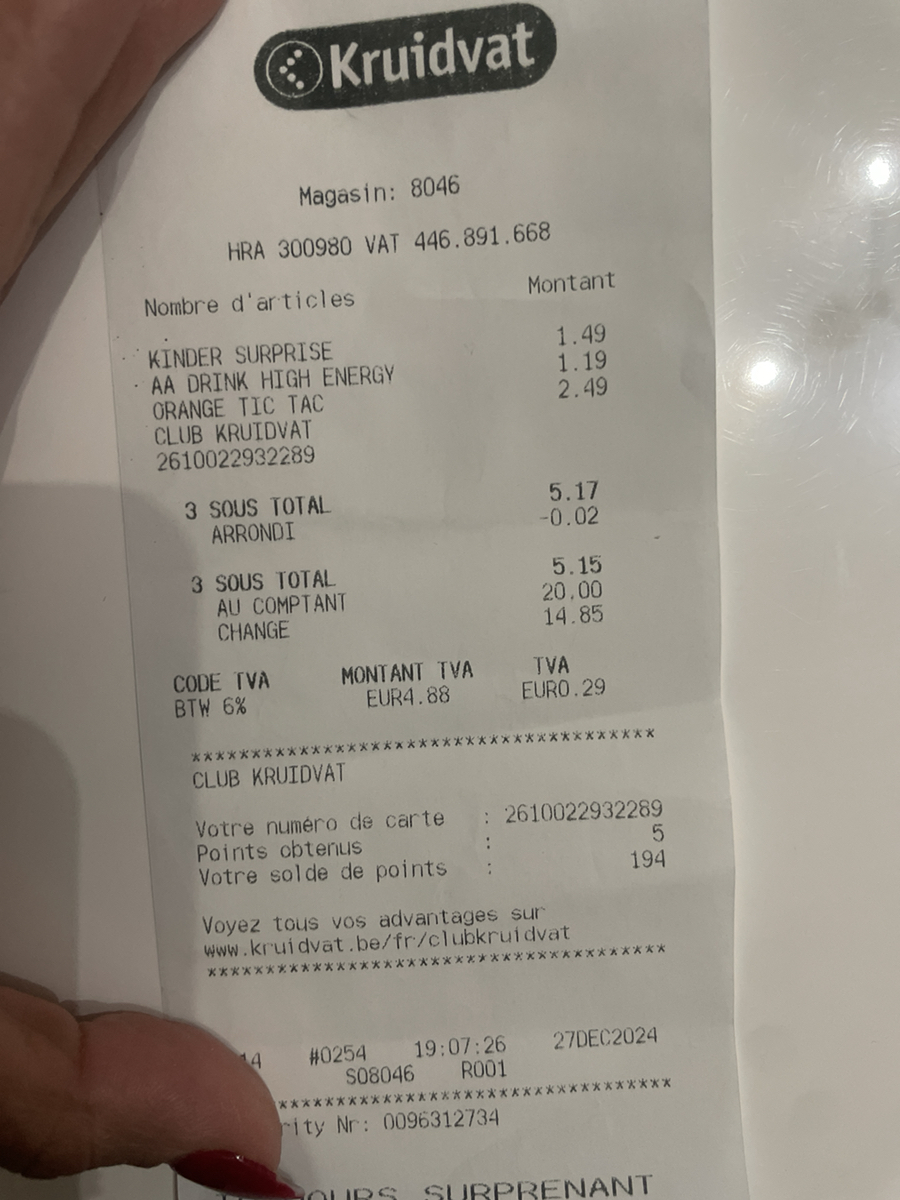 Kruidvat
Magasin: 8046
HRA 300980 VAT 446.891.668
Nombre d'articles Montant
KINDER SURPRISE 1.49
AA DRINK HIGH ENERGY 1.19
ORANGE TIC TAC 2.49
CLUB KRUIDVAT
2610022932289
3 SOUS TOTAL 5.17
ARRONDI -0.02
3 SOUS TOTAL 5.15
AU COMPTANT 20.00
CHANGE 14.85
CODE TVA MONTANT TVA TVA
BTW 6% EUR4.88 EUR0.29
***************************************
CLUB KRUIDVAT
Votre numéro de carte : 2610022932289
Points obtenus : 5
Votre solde de points : 194
Voyez tous vos advantages sur
www.kruidvat.be/fr/clubkruidvat
***************************************
14 #0254 19:07:26 27DEC2024
S08046 R001
*********************************
rity Nr: 0096312734
SURPRENANT